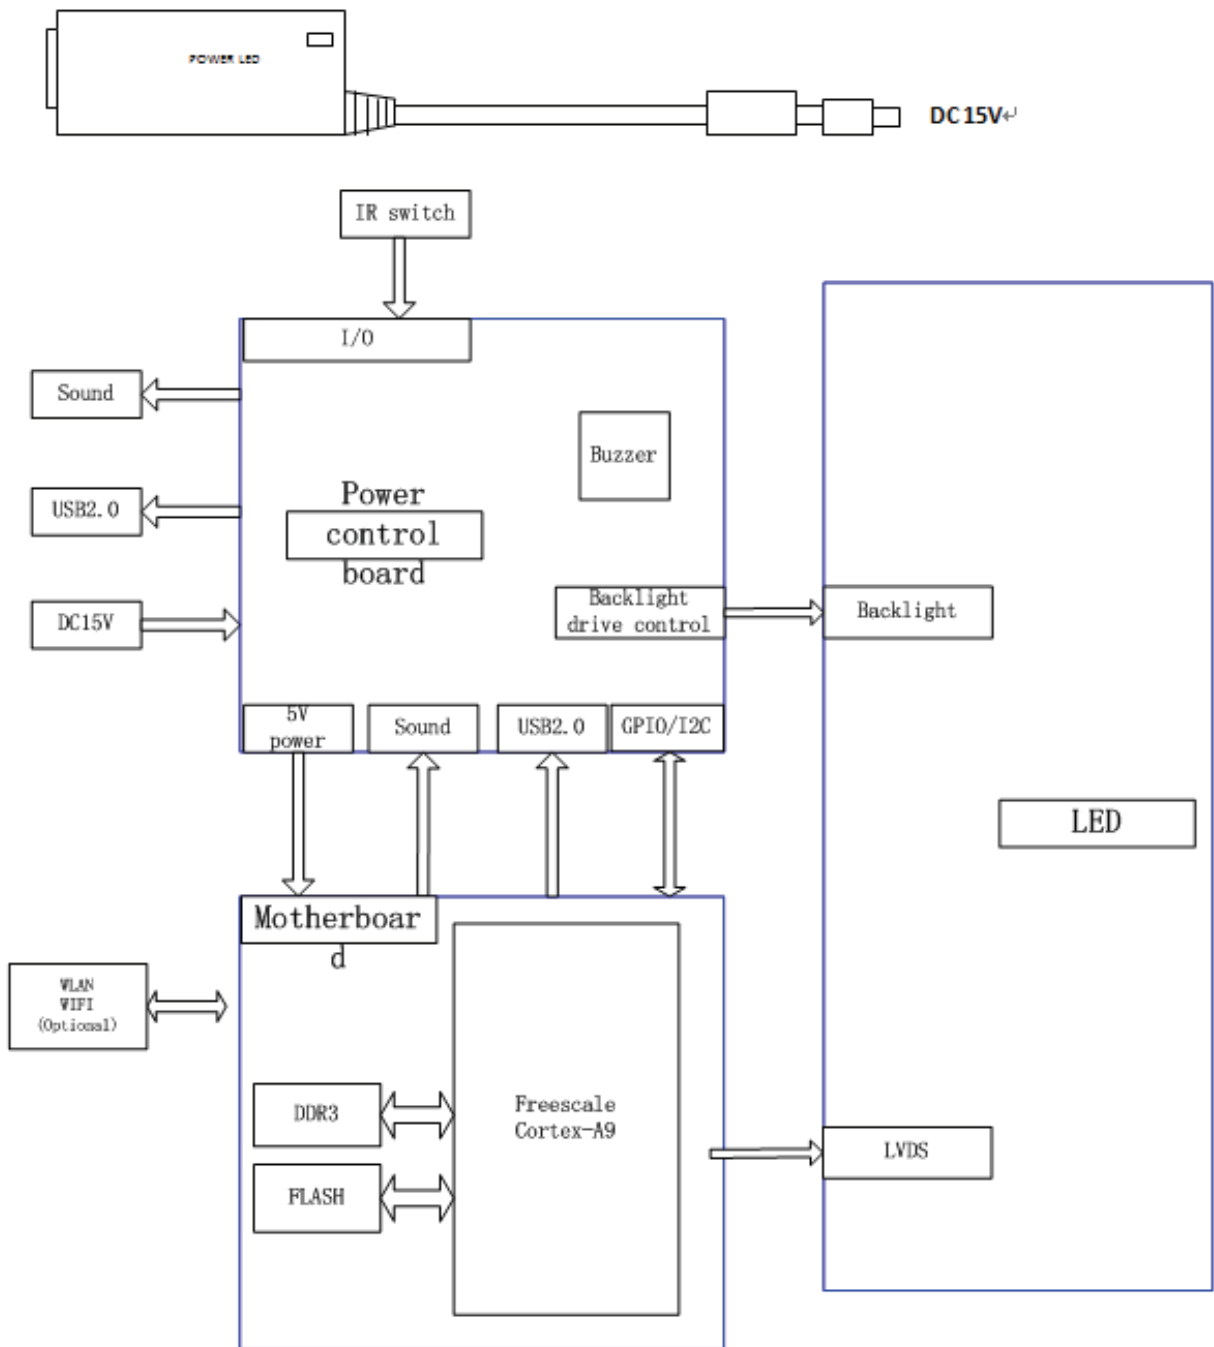 POWER LED
DC15V↵
IR switch
I/O
Sound
Buzzer
USB2.0
Power
control
board
DC15V
Backlight
drive control
Backlight
5V
power
Sound
USB2.0
GPIO/I2C
LED
Motherboar
d
WLAN
WIFI
(Optional)
DDR3
Freescale
Cortex-A9
FLASH
LVDS